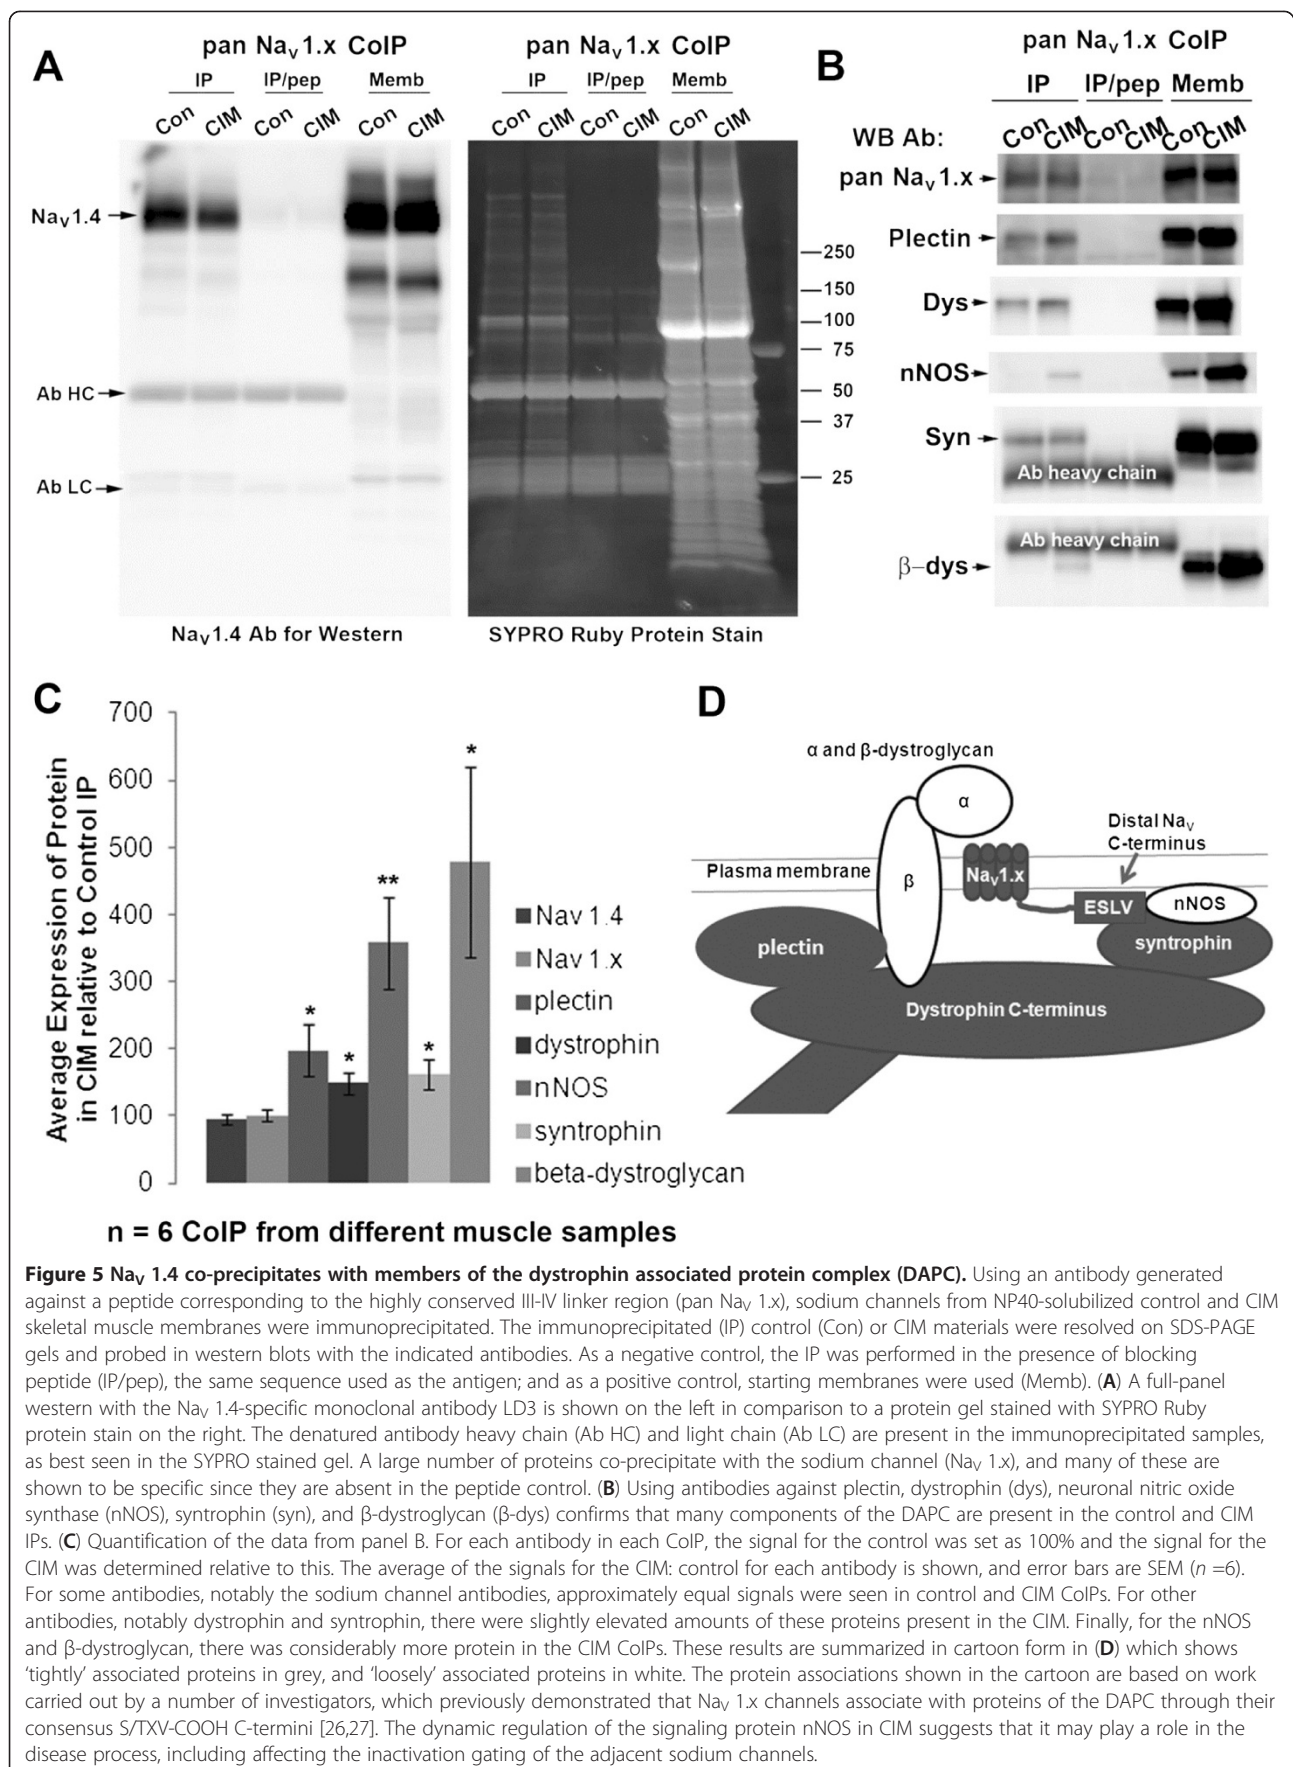 A
pan NaV1.x CoIP
IP IP/pep Memb
Con CIM Con CIM Con CIM
NaV1.4
Ab HC
Ab LC
NaV1.4 Ab for Western
pan NaV1.x CoIP
IP IP/pep Memb
Con CIM Con CIM Con CIM
250
150
100
75
50
37
25
SYPRO Ruby Protein Stain
B
pan NaV1.x CoIP
IP IP/pep Memb
WB Ab: Con CIM Con CIM Con CIM
pan NaV1.x
Plectin
Dys
nNOS
Syn
Ab heavy chain
Ab heavy chain
β–dys
C
Average Expression of Protein
in CIM relative to Control IP
700
600
500
400
300
200
100
0
* * ** * *
Nav 1.4
Nav 1.x
plectin
dystrophin
nNOS
syntrophin
beta-dystroglycan
n = 6 CoIP from different muscle samples
D
α and β-dystroglycan
α
Distal NaV
C-terminus
Plasma membrane
β
NaV1.x
ESLV
nNOS
plectin
syntrophin
Dystrophin C-terminus
Figure 5 NaV 1.4 co-precipitates with members of the dystrophin associated protein complex (DAPC). Using an antibody generated
against a peptide corresponding to the highly conserved III-IV linker region (pan NaV 1.x), sodium channels from NP40-solubilized control and CIM
skeletal muscle membranes were immunoprecipitated. The immunoprecipitated (IP) control (Con) or CIM materials were resolved on SDS-PAGE
gels and probed in western blots with the indicated antibodies. As a negative control, the IP was performed in the presence of blocking
peptide (IP/pep), the same sequence used as the antigen; and as a positive control, starting membranes were used (Memb). (A) A full-panel
western with the NaV 1.4-specific monoclonal antibody LD3 is shown on the left in comparison to a protein gel stained with SYPRO Ruby
protein stain on the right. The denatured antibody heavy chain (Ab HC) and light chain (Ab LC) are present in the immunoprecipitated samples,
as best seen in the SYPRO stained gel. A large number of proteins co-precipitate with the sodium channel (NaV 1.x), and many of these are
shown to be specific since they are absent in the peptide control. (B) Using antibodies against plectin, dystrophin (dys), neuronal nitric oxide
synthase (nNOS), syntrophin (syn), and β-dystroglycan (β-dys) confirms that many components of the DAPC are present in the control and CIM
IPs. (C) Quantification of the data from panel B. For each antibody in each CoIP, the signal for the control was set as 100% and the signal for the
CIM was determined relative to this. The average of the signals for the CIM: control for each antibody is shown, and error bars are SEM (n =6).
For some antibodies, notably the sodium channel antibodies, approximately equal signals were seen in control and CIM CoIPs. For other
antibodies, notably dystrophin and syntrophin, there were slightly elevated amounts of these proteins present in the CIM. Finally, for the nNOS
and β-dystroglycan, there was considerably more protein in the CIM CoIPs. These results are summarized in cartoon form in (D) which shows
‘tightly’ associated proteins in grey, and ‘loosely’ associated proteins in white. The protein associations shown in the cartoon are based on work
carried out by a number of investigators, which previously demonstrated that NaV 1.x channels associate with proteins of the DAPC through their
consensus S/TXV-COOH C-termini [26,27]. The dynamic regulation of the signaling protein nNOS in CIM suggests that it may play a role in the
disease process, including affecting the inactivation gating of the adjacent sodium channels.